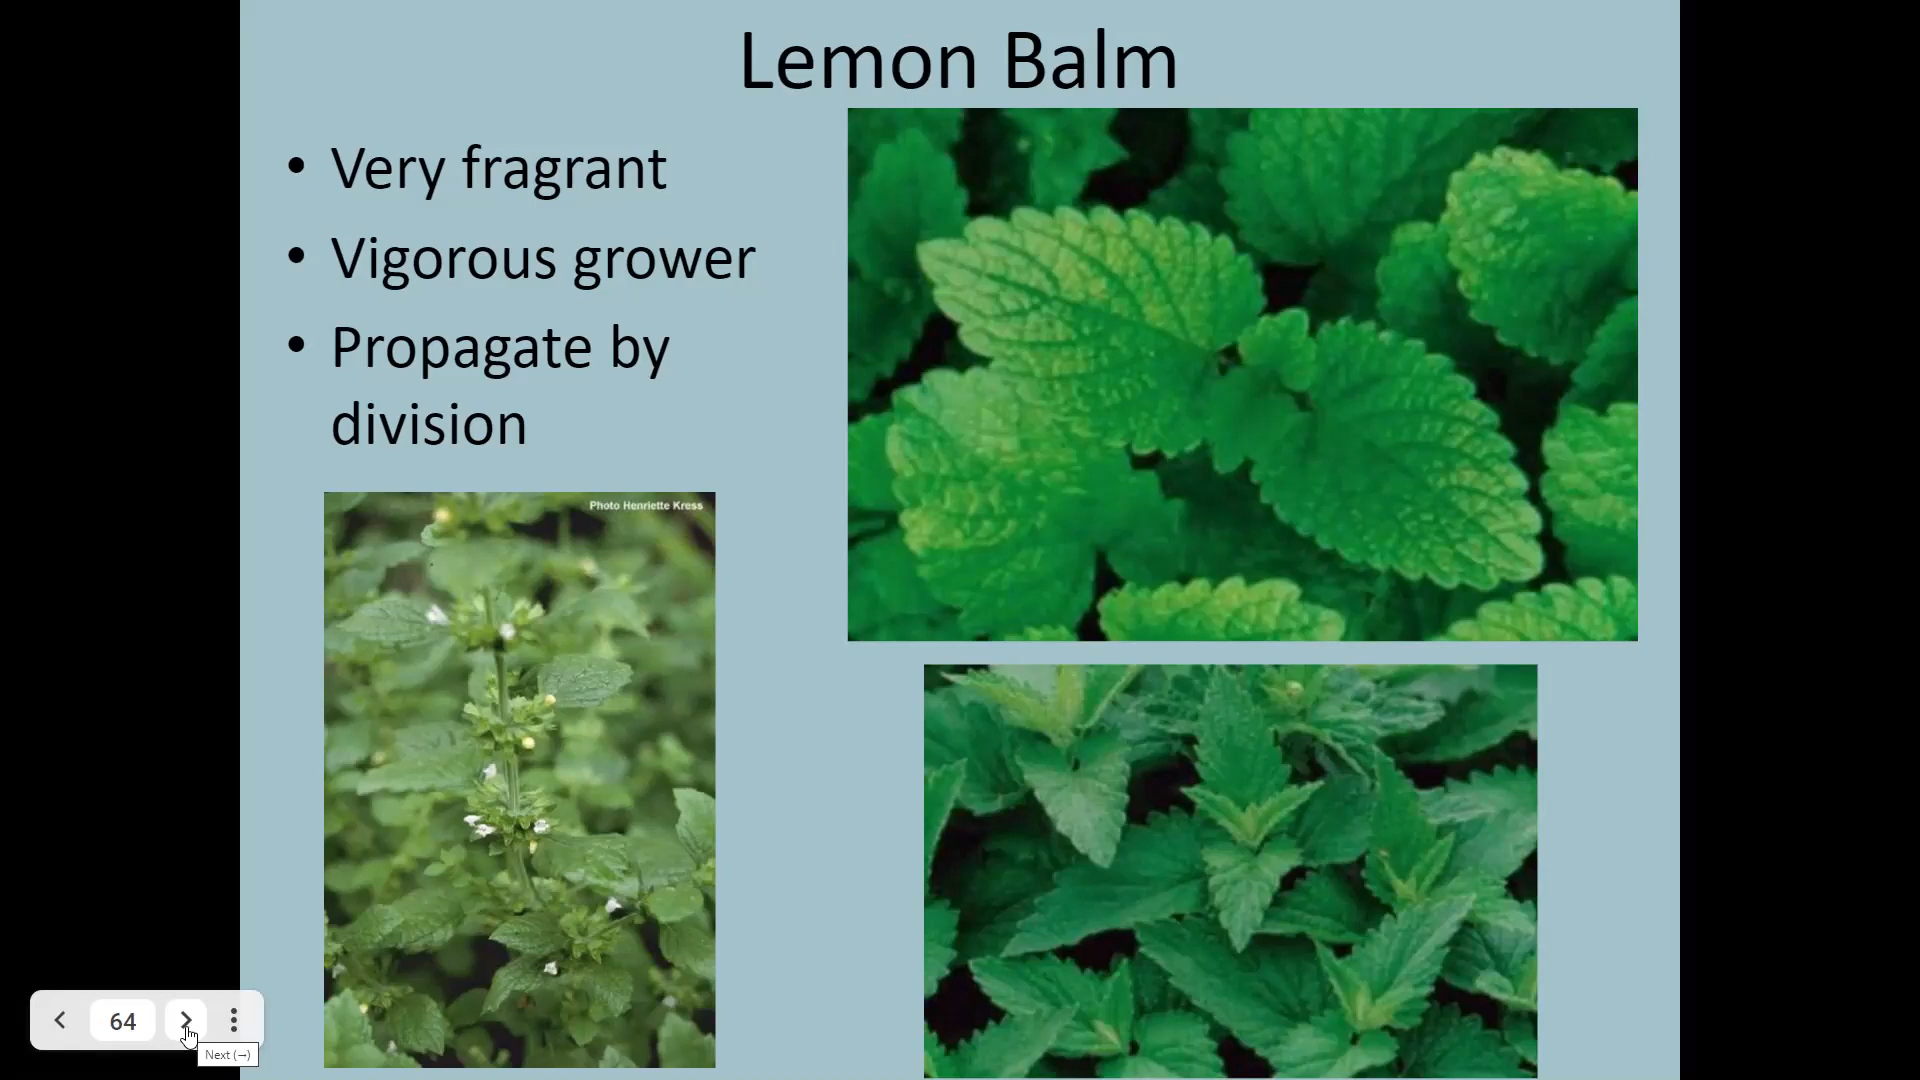 Lemon Balm
• Very fragrant
• Vigorous grower
• Propagate by
division
Photo Henriette Kress
64
Next (→)